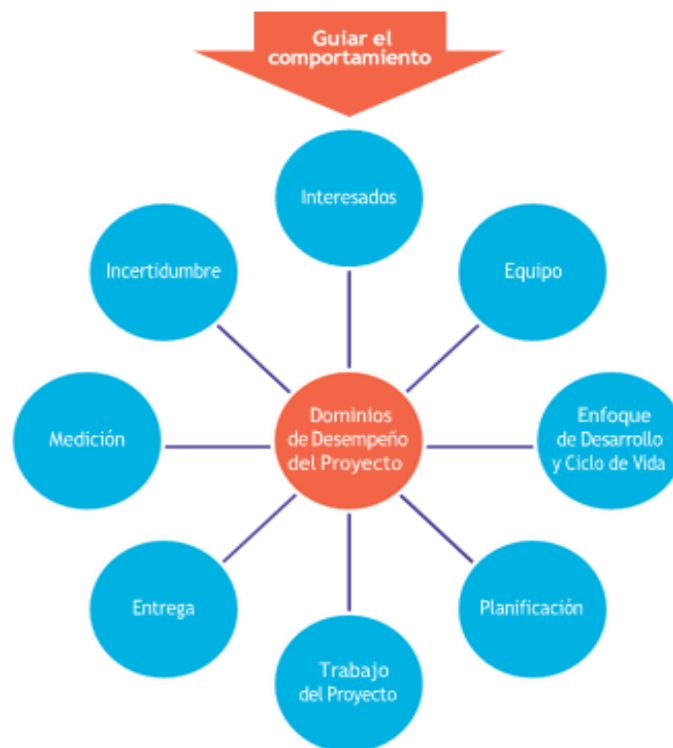 Guiar el
comportamiento
Interesados
Equipo
Enfoque
de Desarrollo
y Ciclo de Vida
Planificación
Trabajo
del Proyecto
Entrega
Medición
Incertidumbre
Dominios
de Desempeño
del Proyecto